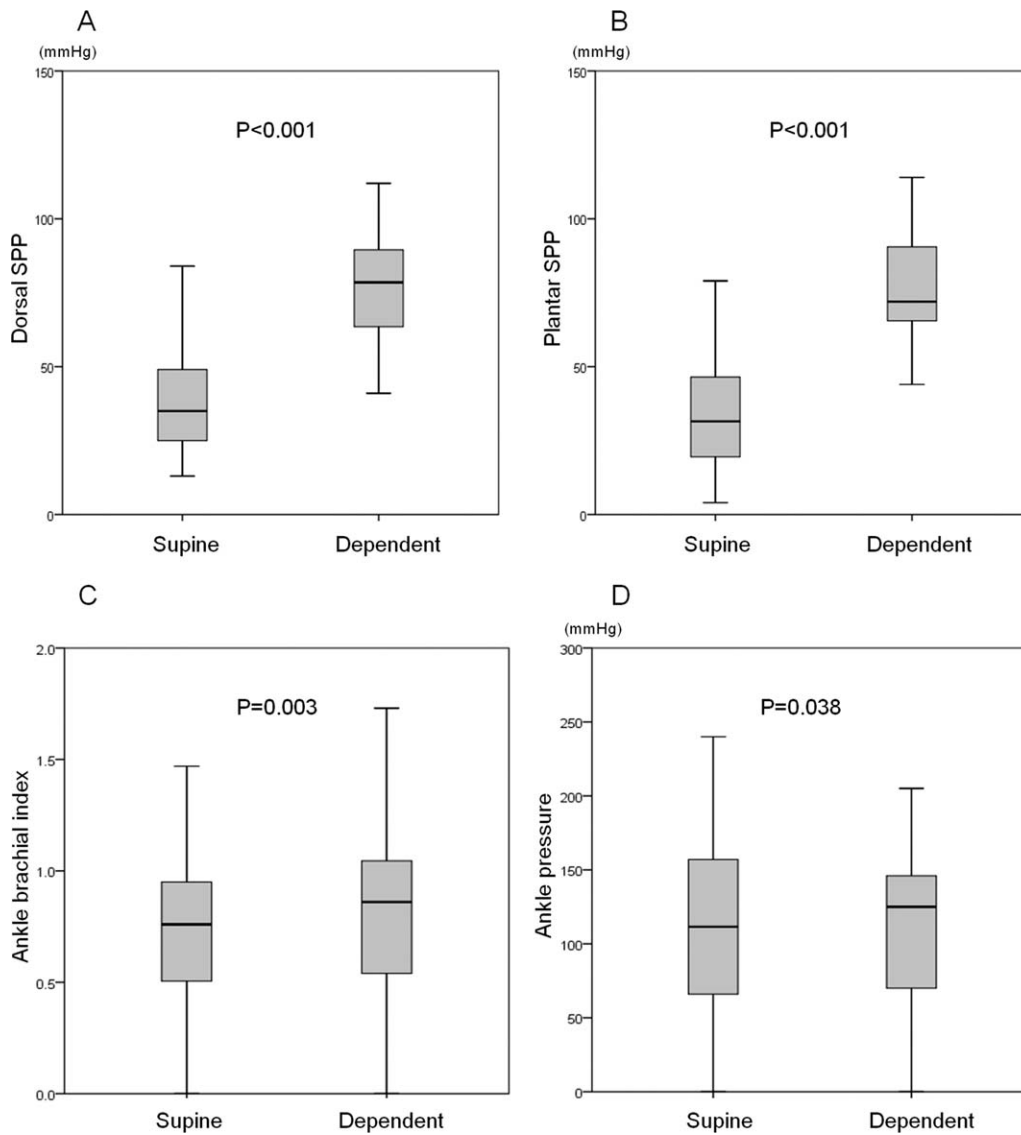 A
(mmHg)
150
100
50
0
Dorsal SPP
P<0.001
Supine
Dependent
B
(mmHg)
150
100
50
0
Plantar SPP
P<0.001
Supine
Dependent
C
2.0
1.5
1.0
0.5
0.0
Ankle brachial index
P=0.003
Supine
Dependent
D
(mmHg)
300
250
200
150
100
50
0
Ankle pressure
P=0.038
Supine
Dependent